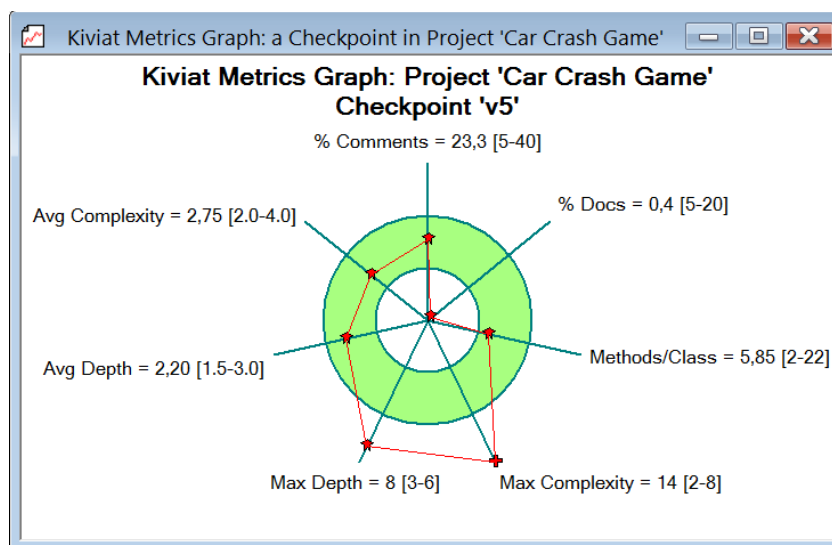 Kiviat Metrics Graph: a Checkpoint in Project 'Car Crash Game'
Kiviat Metrics Graph: Project 'Car Crash Game'
Checkpoint 'v5'
% Comments = 23,3 [5-40]
% Docs = 0,4 [5-20]
Avg Complexity = 2,75 [2.0-4.0]
Methods/Class = 5,85 [2-22]
Avg Depth = 2,20 [1.5-3.0]
Max Depth = 8 [3-6]
Max Complexity = 14 [2-8]